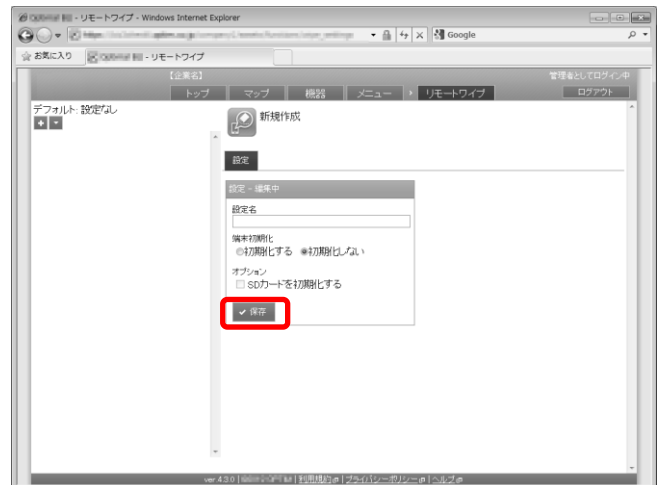 - リモートワイプ - Windows Internet Explorer
Google
お気に入り
- リモートワイプ
【企業名】
管理者としてログイン中
トップ
マップ
機器
メニュー
リモートワイプ
ログアウト
デフォルト: 設定なし
新規作成
設定
設定 - 編集中
設定名
端末初期化
初期化する 初期化しない
オプション
SDカードを初期化する
保存
ver 4.3.0 | | 利用規約 | プライバシーポリシー | ヘルプ